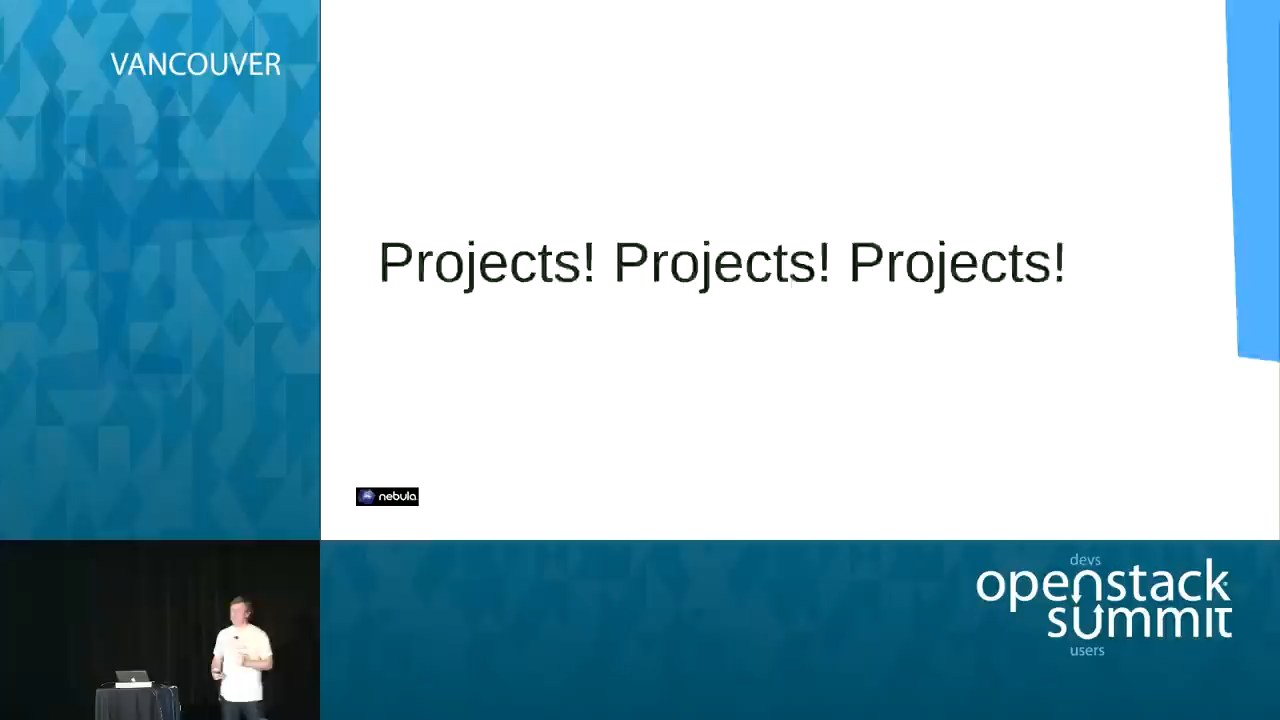 VANCOUVER
Projects! Projects! Projects!
nebula
devs
openstack
summit
users